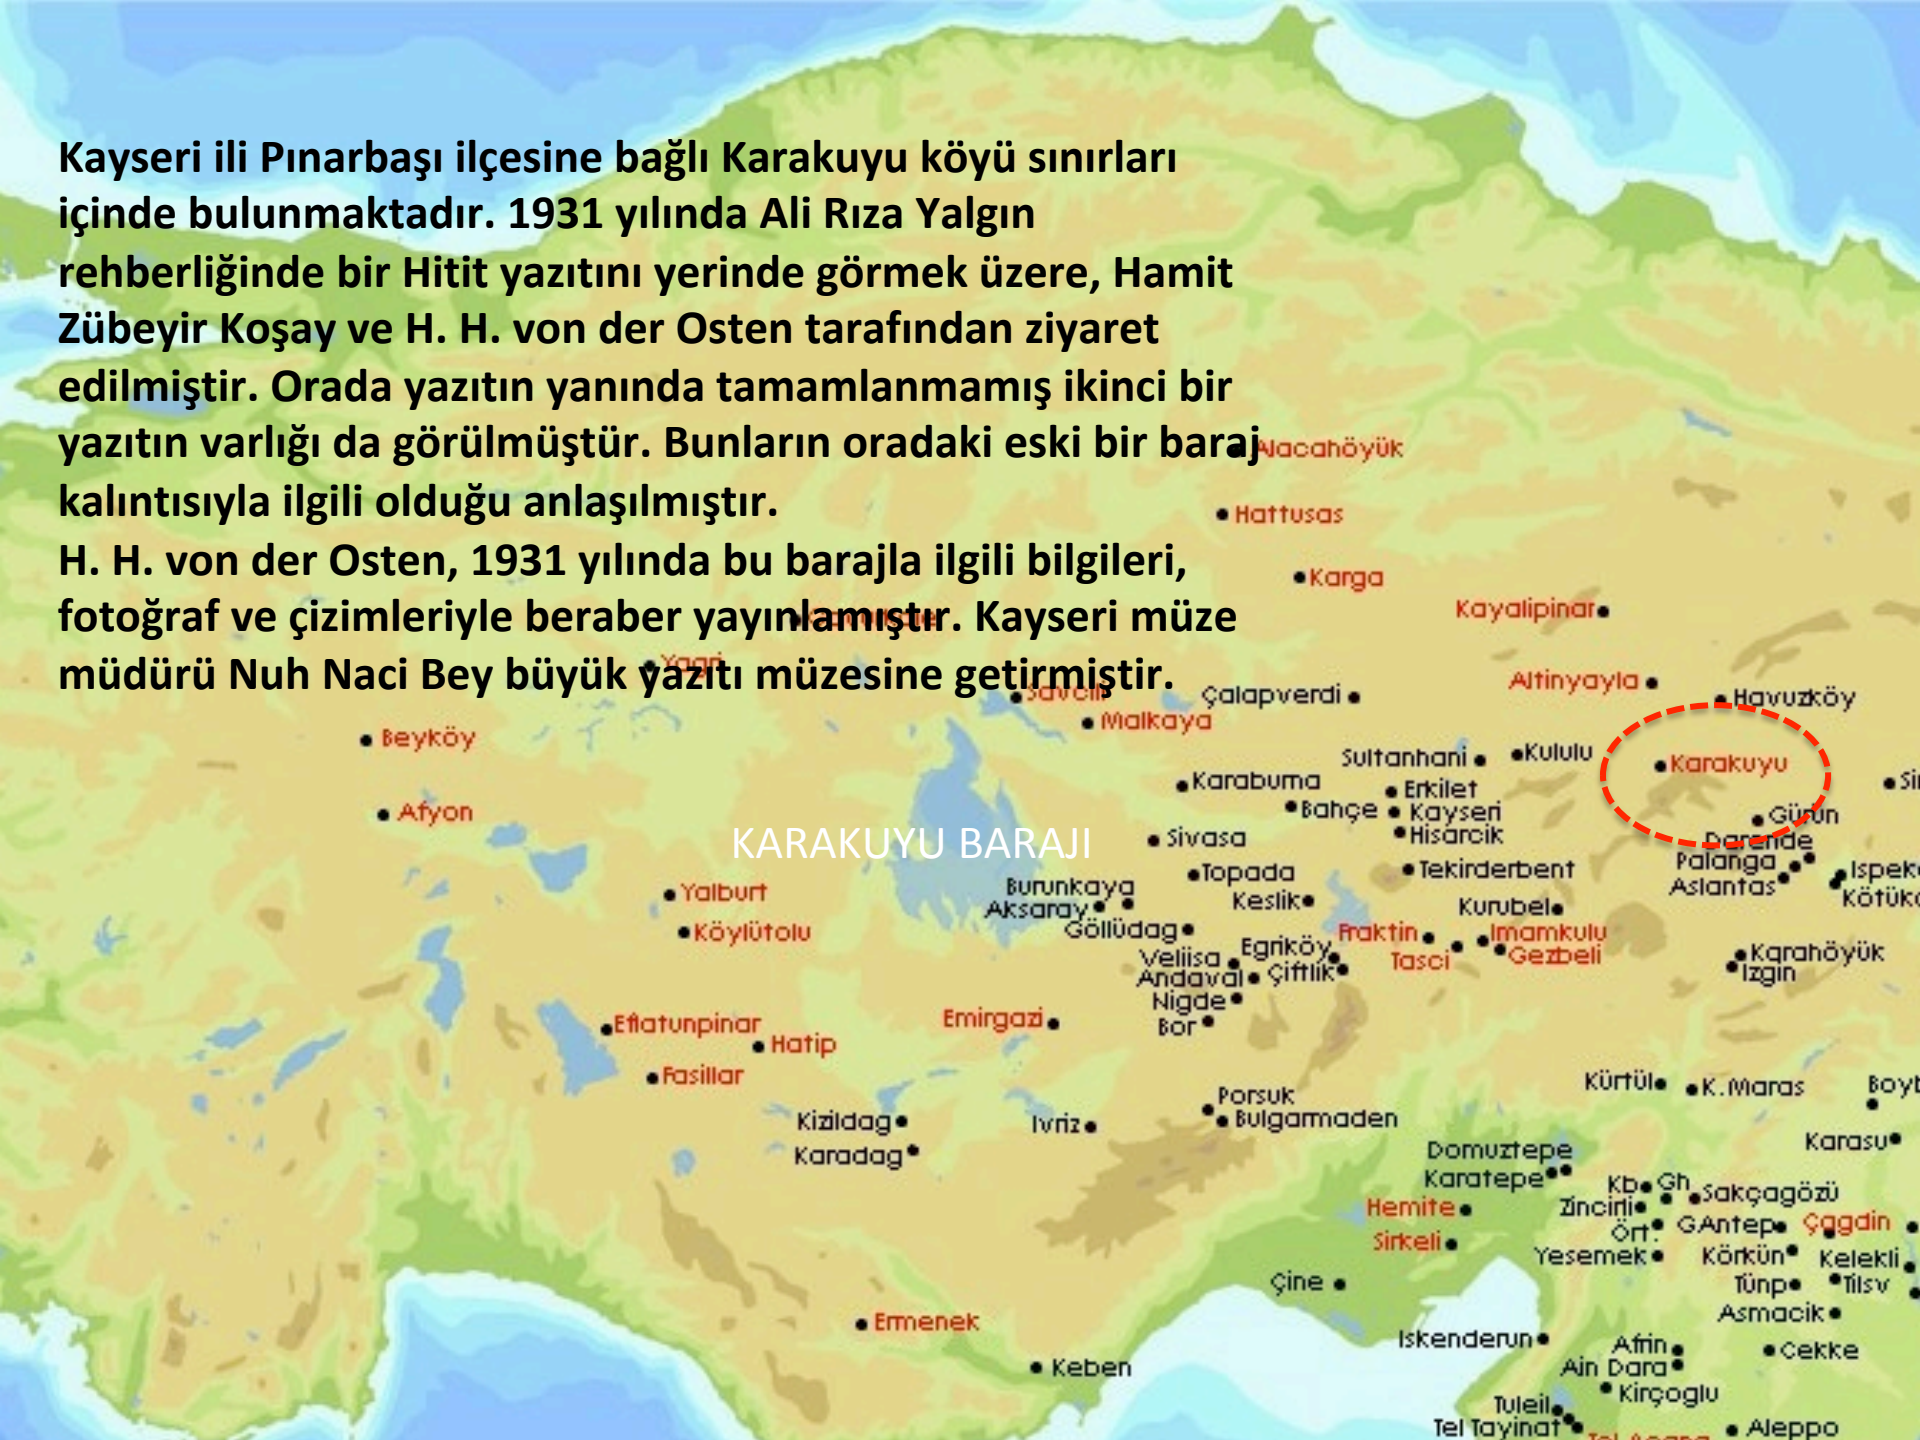 Kayseri ili Pınarbaşı ilçesine bağlı Karakuyu köyü sınırları
içinde bulunmaktadır. 1931 yılında Ali Rıza Yalgın
rehberliğinde bir Hitit yazıtını yerinde görmek üzere, Hamit
Zübeyir Koşay ve H. H. von der Osten tarafından ziyaret
edilmiştir. Orada yazıtın yanında tamamlanmamış ikinci bir
yazıtın varlığı da görülmüştür. Bunların oradaki eski bir baraj
kalıntısıyla ilgili olduğu anlaşılmıştır.
H. H. von der Osten, 1931 yılında bu barajla ilgili bilgileri,
fotoğraf ve çizimleriyle beraber yayınlamıştır. Kayseri müze
müdürü Nuh Naci Bey büyük yazıtı müzesine getirmiştir.
Alacahöyük
Hattusas
Karga
Kayalipinar
Yagri
Altinyayla
Savcili
Çalapverdi
Havuzköy
Malkaya
Beyköy
Sultanhani
Kululu
Karakuyu
Karaburna
Erkilet
Afyon
Bahçe
Kayseri
Gürün
KARAKUYU BARAJI
Sivasa
Hisarcik
Darende
Palanga
Topada
Tekirderbent
Aslantas
Yalburt
Burunkaya
Keslik
Aksaray
Kurubel
Köylütolu
Göllüdag
Fraktin
Imamkulu
Egriköy
Tasci
Gezbeli
Karahöyük
Veliisa
Izgin
Andaval
Çiftlik
Nigde
Bor
Eflatunpinar
Emirgazi
Hatip
Fasillar
Kürtül
K.Maras
Porsuk
Kizildag
Ivriz
Bulgarmaden
Karadag
Domuztepe
Karasu
Karatepe
Kb
Gh
Sakçagözü
Hemite
Zincirli
Ört.
GAntep
Çagdin
Sirkeli
Yesemek
Körkün
Kelekli
Çine
Tünp
Tilsv
Asmacik
Ermenek
Iskenderun
Afrin
Cekke
Keben
Ain Dara
Kirçoglu
Tuleil
Tel Tayinat
Aleppo